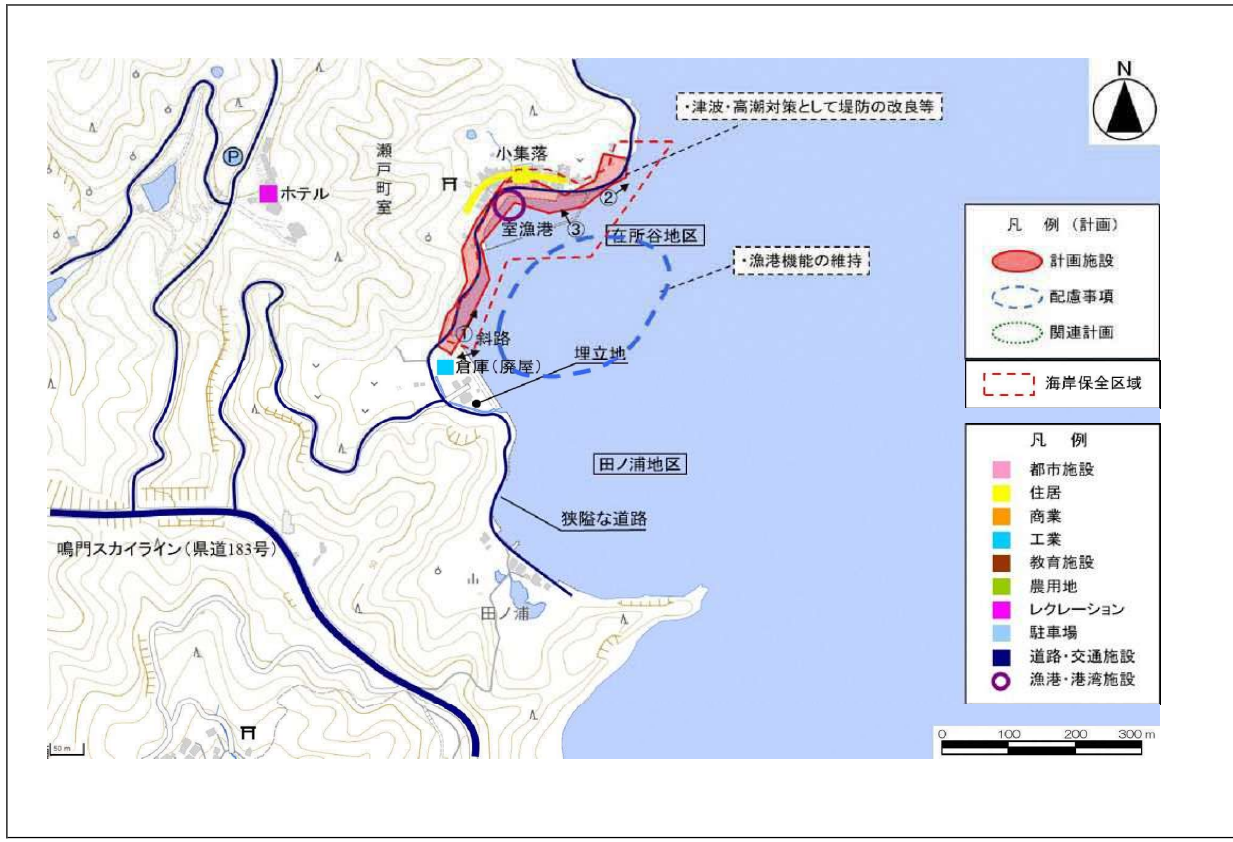 N
・津波・高潮対策として堤防の改良等
小集落
瀬戸町室
P
ホテル
②
室漁港
③
在所谷地区
・漁港機能の維持
①
斜路
倉庫(廃屋)
埋立地
田ノ浦地区
狭隘な道路
鳴門スカイライン(県道183号)
田ノ浦
50 m
凡 例 (計画)
計画施設
配慮事項
関連計画
海岸保全区域
凡 例
都市施設
住居
商業
工業
教育施設
農用地
レクレーション
駐車場
道路・交通施設
漁港・港湾施設
0 100 200 300 m